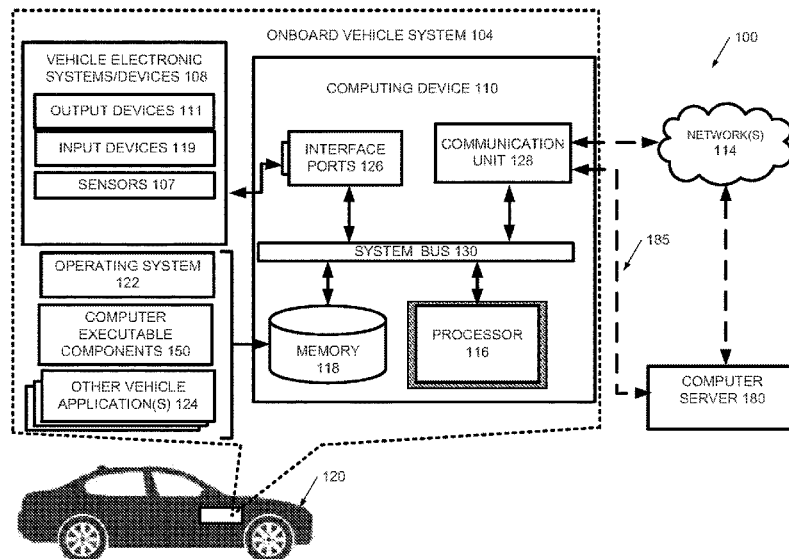 ONBOARD VEHICLE SYSTEM 104
100
VEHICLE ELECTRONIC
SYSTEMS/DEVICES 108
OUTPUT DEVICES 111
INPUT DEVICES 119
SENSORS 107
COMPUTING DEVICE 110
INTERFACE
PORTS 126
COMMUNICATION
UNIT 128
NETWORK(S)
114
SYSTEM BUS 130
185
OPERATING SYSTEM
122
COMPUTER
EXECUTABLE
COMPONENTS 150
OTHER VEHICLE
APPLICATION(S) 124
MEMORY
118
PROCESSOR
116
COMPUTER
SERVER 180
120